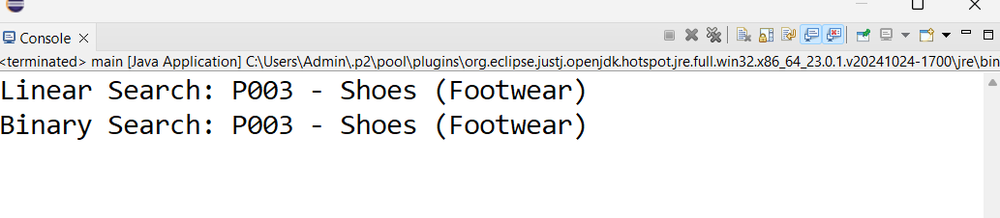 Console
<terminated> main [Java Application] C:\Users\Admin\.p2\pool\plugins\org.eclipse.justj.openjdk.hotspot.jre.full.win32.x86_64_23.0.1.v20241024-1700\jre\bin
Linear Search: P003 - Shoes (Footwear)
Binary Search: P003 - Shoes (Footwear)